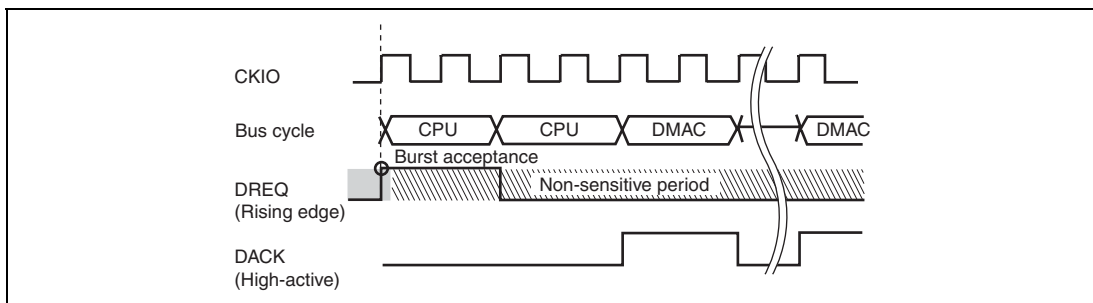 CKIO
Bus cycle
CPU
CPU
DMAC
DMAC
Burst acceptance
DREQ
(Rising edge)
Non-sensitive period
DACK
(High-active)